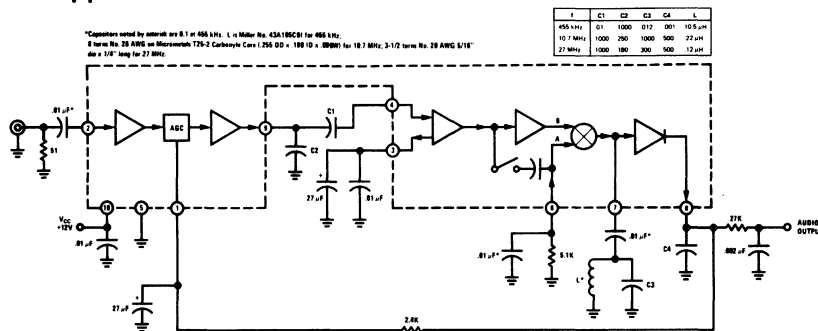 *Capacitors noted by asterisk are 0.1 at 455 kHz. L is Miller No. 43A105CBI for 455 kHz;
8 turns No. 28 AWG on Micrometals T25-2 Carbonyle Core (.255 OD x .100 ID x .096W) for 10.7 MHz; 3-1/2 turns No. 20 AWG 5/16"
dia x 1/4" long for 27 MHz.
f C1 C2 C3 C4 L
455 kHz .01 1000 .012 .001 10.5 μH
10.7 MHz 1000 250 1000 500 22 μH
27 MHz 1000 180 300 500 12 μH
.01 μF*
51
2
AGC
9
C1
C2
4
3
27 μF
+
.01 μF
B
A
10
5
1
VCC
+12V
.01 μF
6
7
8
.01 μF*
5.1K
.01 μF*
L*
C3
C4
27K
.002 μF
AUDIO
OUTPUT
27 μF
+
2.4K